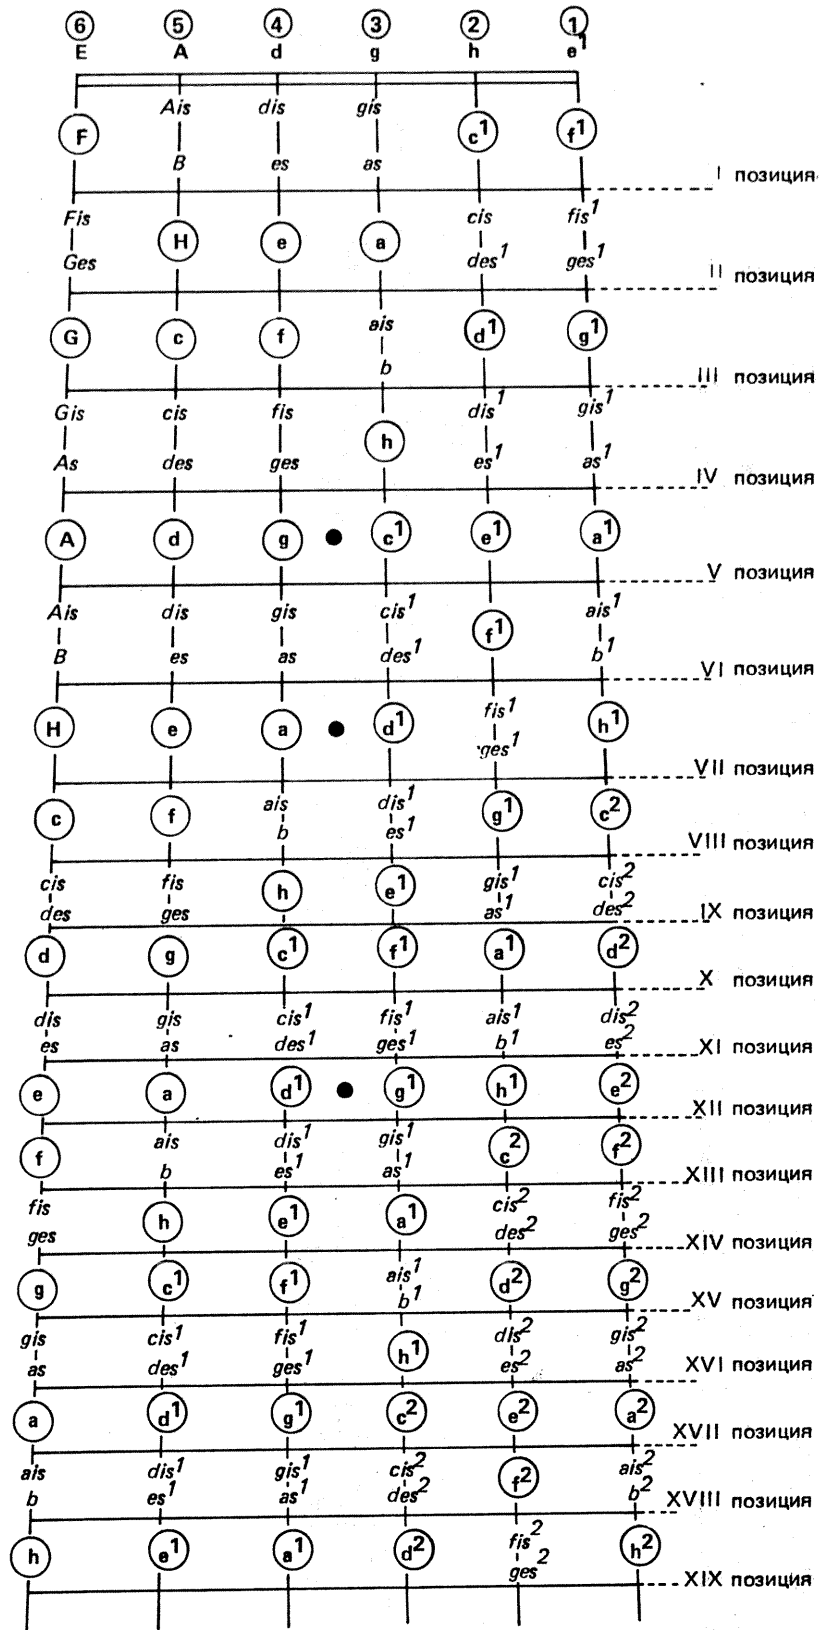 6 5 4 3 2 1
E A d g h e¹
Ais dis gis
F c¹ f¹
B es as
I позиция
Fis cis fis¹
H e a
Ges des¹ ges¹
II позиция
G c f ais d¹ g¹
b
III позиция
Gis cis fis dis¹ gis¹
h
As des ges es¹ as¹
IV позиция
A d g c¹ e¹ a¹
V позиция
Ais dis gis cis¹ ais¹
f¹
B es as des¹ b¹
VI позиция
H e a d¹ fis¹ h¹
ges¹
VII позиция
c f ais dis¹ g¹ c²
b es¹
VIII позиция
cis fis h e¹ gis¹ cis²
des ges as¹ des²
IX позиция
d g c¹ f¹ a¹ d²
X позиция
dis gis cis¹ fis¹ ais¹ dis²
es as des¹ ges¹ b¹ es²
XI позиция
e a d¹ g¹ h¹ e²
XII позиция
f ais dis¹ gis¹ c² f²
b es¹ as¹
XIII позиция
fis h e¹ a¹ cis² fis²
ges des² ges²
XIV позиция
g c¹ f¹ ais¹ d² g²
b¹
XV позиция
gis cis¹ fis¹ h¹ dis² gis²
as des¹ ges¹ es² as²
XVI позиция
a d¹ g¹ c² e² a²
XVII позиция
ais dis¹ gis¹ cis² f² ais²
b es¹ as¹ des² b²
XVIII позиция
h e¹ a¹ d² fis² h²
ges²
XIX позиция